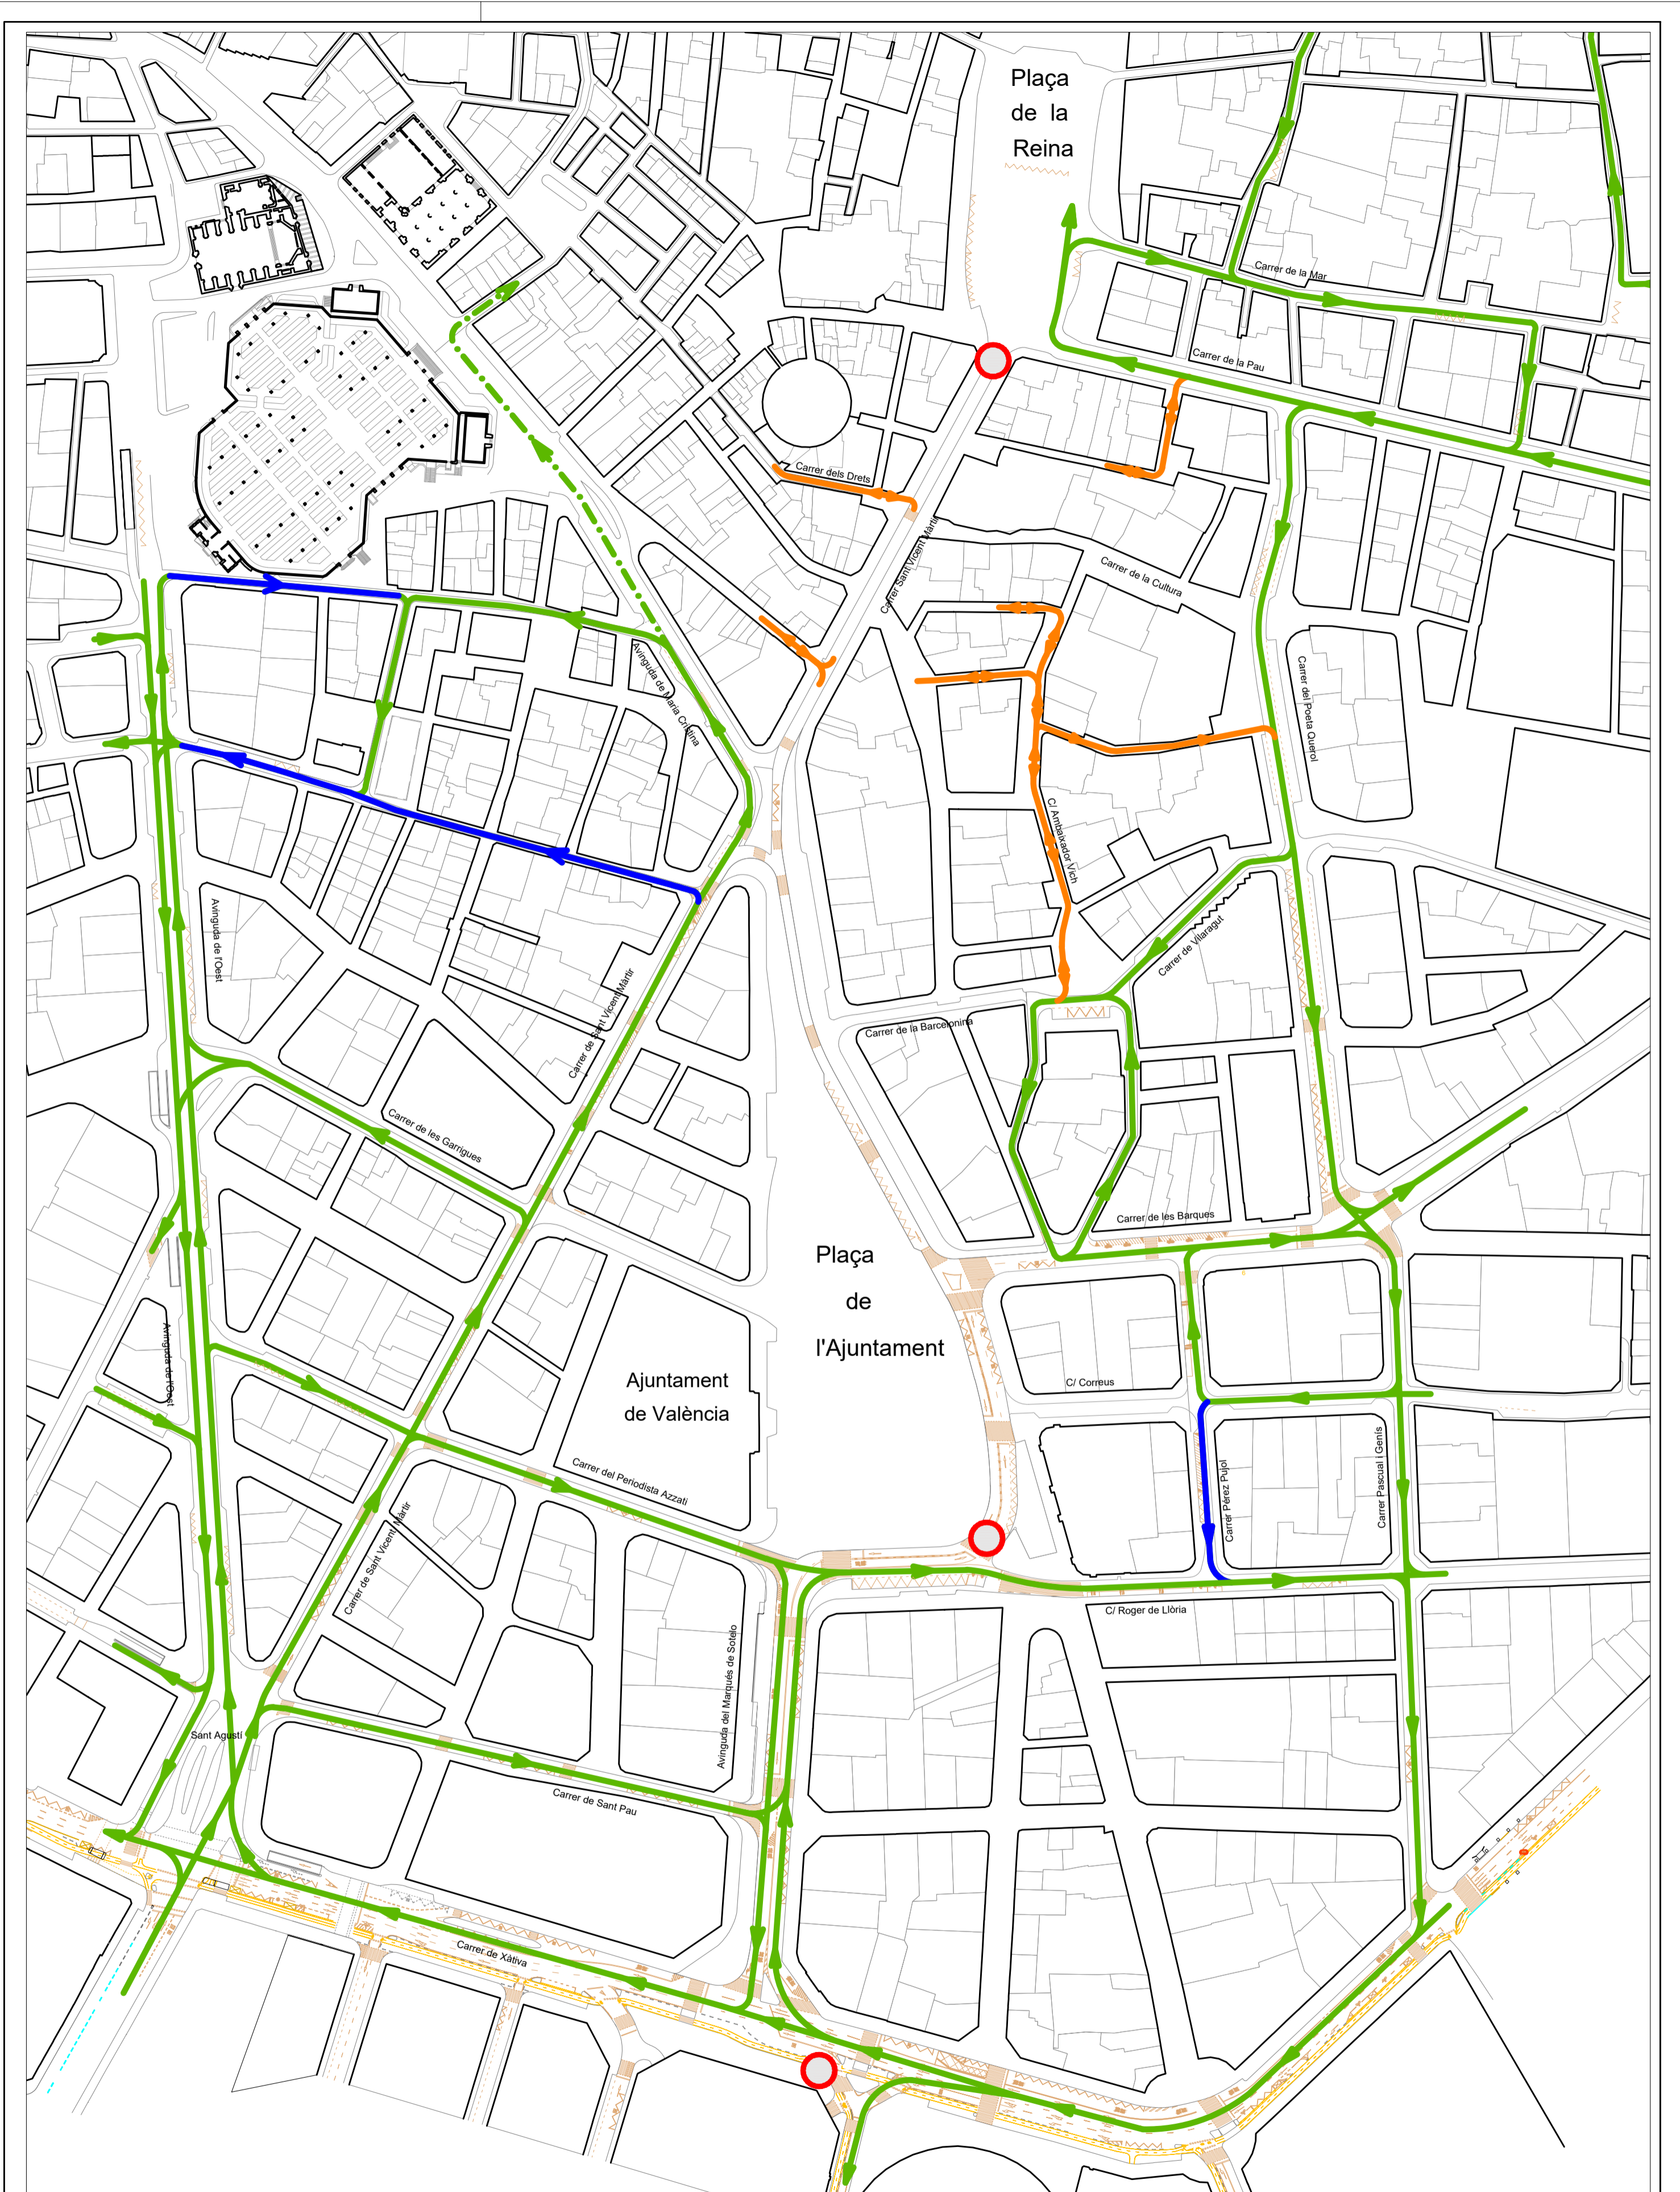 Plaça
de la
Reina
Carrer de la Mar
Carrer de la Pau
Carrer dels Drets
Carrer Sant Vicent Màrtir
Carrer de la Cultura
Avinguda de Maria Cristina
Carrer del Poeta Querol
C/ Ambaixador Vich
Avinguda de l'Oest
Carrer de Vilaragut
Carrer de Sant Vicent Màrtir
Carrer de la Barcelonina
Carrer de les Garrigues
Carrer de les Barques
Plaça
de
l'Ajuntament
Avinguda de l'Oest
Ajuntament
de València
C/ Correus
Carrer del Periodista Azzati
Carrer Pérez Pujol
Carrer Pascual i Genís
Carrer de Sant Vicent Màrtir
C/ Roger de Llòria
Avinguda del Marqués de Sotelo
Sant Agustí
Carrer de Sant Pau
Carrer de Xàtiva